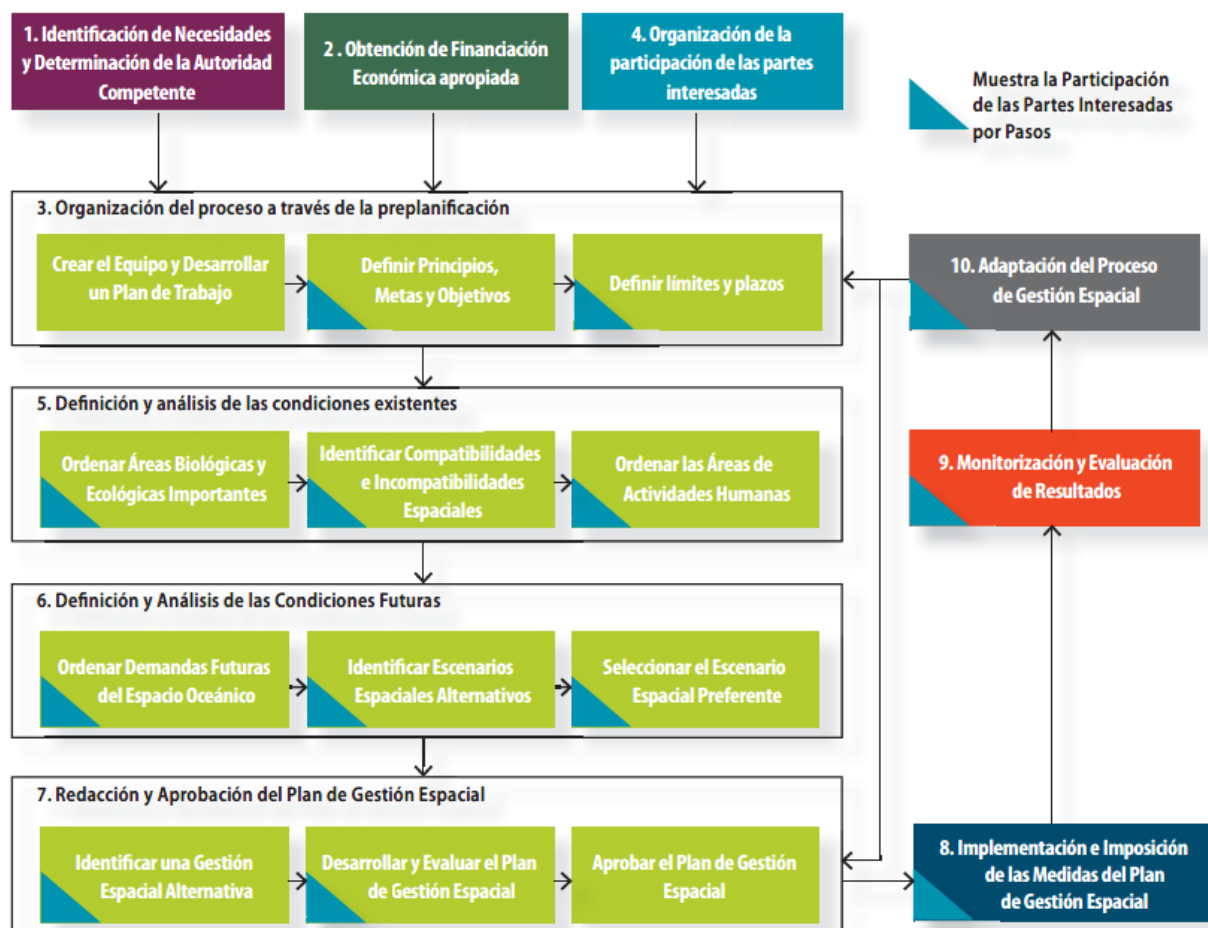 1. Identificación de Necesidades
y Determinación de la Autoridad
Competente
2 . Obtención de Financiación
Económica apropiada
4. Organización de la
participación de las partes
interesadas
Muestra la Participación
de las Partes Interesadas
por Pasos
3. Organización del proceso a través de la preplanificación
Crear el Equipo y Desarrollar
un Plan de Trabajo
Definir Principios,
Metas y Objetivos
Definir límites y plazos
10. Adaptación del Proceso
de Gestión Espacial
5. Definición y análisis de las condiciones existentes
Ordenar Áreas Biológicas y
Ecológicas Importantes
Identificar Compatibilidades
e Incompatibilidades
Espaciales
Ordenar las Áreas de
Actividades Humanas
9. Monitorización y Evaluación
de Resultados
6. Definición y Análisis de las Condiciones Futuras
Ordenar Demandas Futuras
del Espacio Oceánico
Identificar Escenarios
Espaciales Alternativos
Seleccionar el Escenario
Espacial Preferente
7. Redacción y Aprobación del Plan de Gestión Espacial
Identificar una Gestión
Espacial Alternativa
Desarrollar y Evaluar el Plan
de Gestión Espacial
Aprobar el Plan de Gestión
Espacial
8. Implementación e Imposición
de las Medidas del Plan
de Gestión Espacial